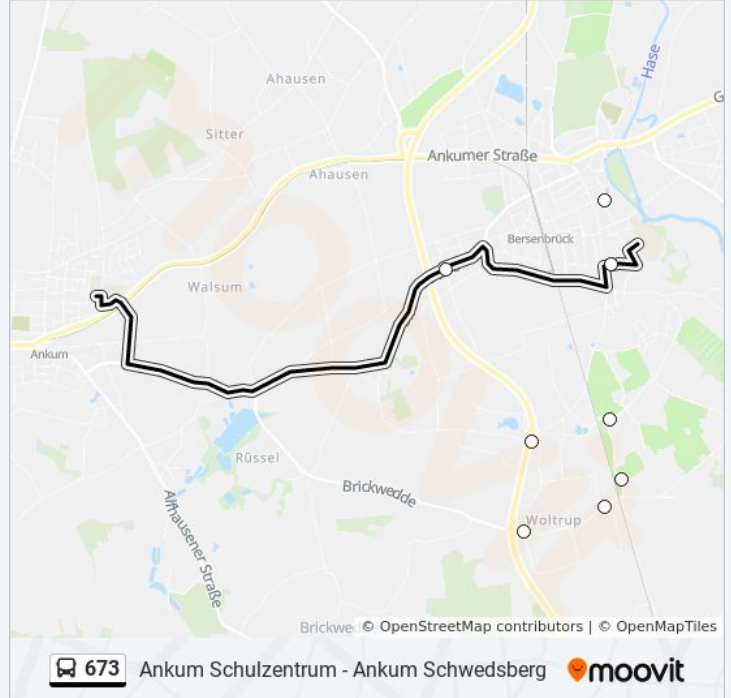 Ahausen
Hase
G
Sitter
Ankumer Straße
Ahausen
Bersenbrück
Walsum
Ankum
Rüssel
Brickwedde
Alfhausener Straße
Woltrup
© OpenStreetMap contributors | © OpenMapTiles
673 Ankum Schulzentrum - Ankum Schwedsberg moovit
moovit